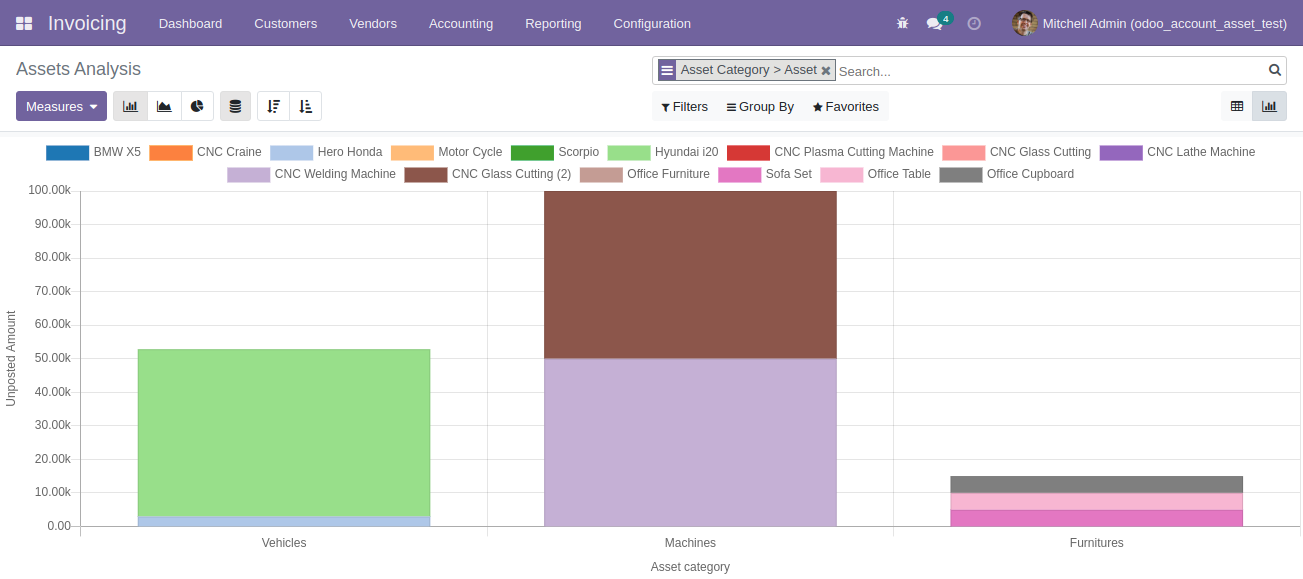 Invoicing Dashboard Customers Vendors Accounting Reporting Configuration 4 Mitchell Admin (odoo_account_asset_test)
Assets Analysis
Asset Category > Asset Search...
Measures Filters Group By Favorites
BMW X5 CNC Craine Hero Honda Motor Cycle Scorpio Hyundai i20 CNC Plasma Cutting Machine CNC Glass Cutting CNC Lathe Machine
CNC Welding Machine CNC Glass Cutting (2) Office Furniture Sofa Set Office Table Office Cupboard
100.00k
90.00k
80.00k
70.00k
60.00k
50.00k
40.00k
30.00k
20.00k
10.00k
0.00
Unposted Amount
Vehicles Machines Furnitures
Asset category